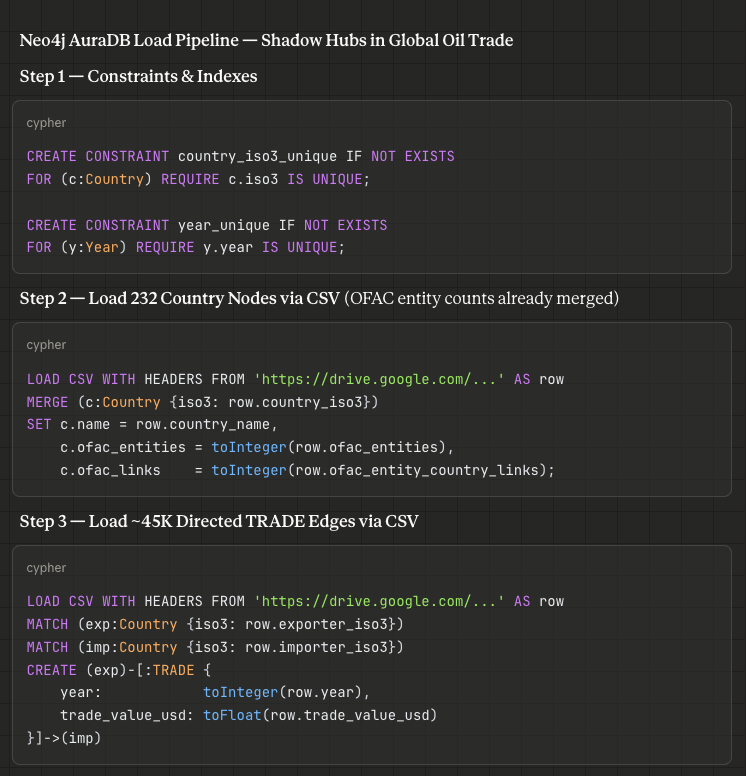 Neo4j AuraDB Load Pipeline — Shadow Hubs in Global Oil Trade
Step 1 — Constraints & Indexes
cypher
CREATE CONSTRAINT country_iso3_unique IF NOT EXISTS
FOR (c:Country) REQUIRE c.iso3 IS UNIQUE;
CREATE CONSTRAINT year_unique IF NOT EXISTS
FOR (y:Year) REQUIRE y.year IS UNIQUE;
Step 2 — Load 232 Country Nodes via CSV (OFAC entity counts already merged)
cypher
LOAD CSV WITH HEADERS FROM 'https://drive.google.com/...' AS row
MERGE (c:Country {iso3: row.country_iso3})
SET c.name = row.country_name,
    c.ofac_entities = toInteger(row.ofac_entities),
    c.ofac_links    = toInteger(row.ofac_entity_country_links);
Step 3 — Load ~45K Directed TRADE Edges via CSV
cypher
LOAD CSV WITH HEADERS FROM 'https://drive.google.com/...' AS row
MATCH (exp:Country {iso3: row.exporter_iso3})
MATCH (imp:Country {iso3: row.importer_iso3})
CREATE (exp)-[:TRADE {
    year:            toInteger(row.year),
    trade_value_usd: toFloat(row.trade_value_usd)
}]->(imp)